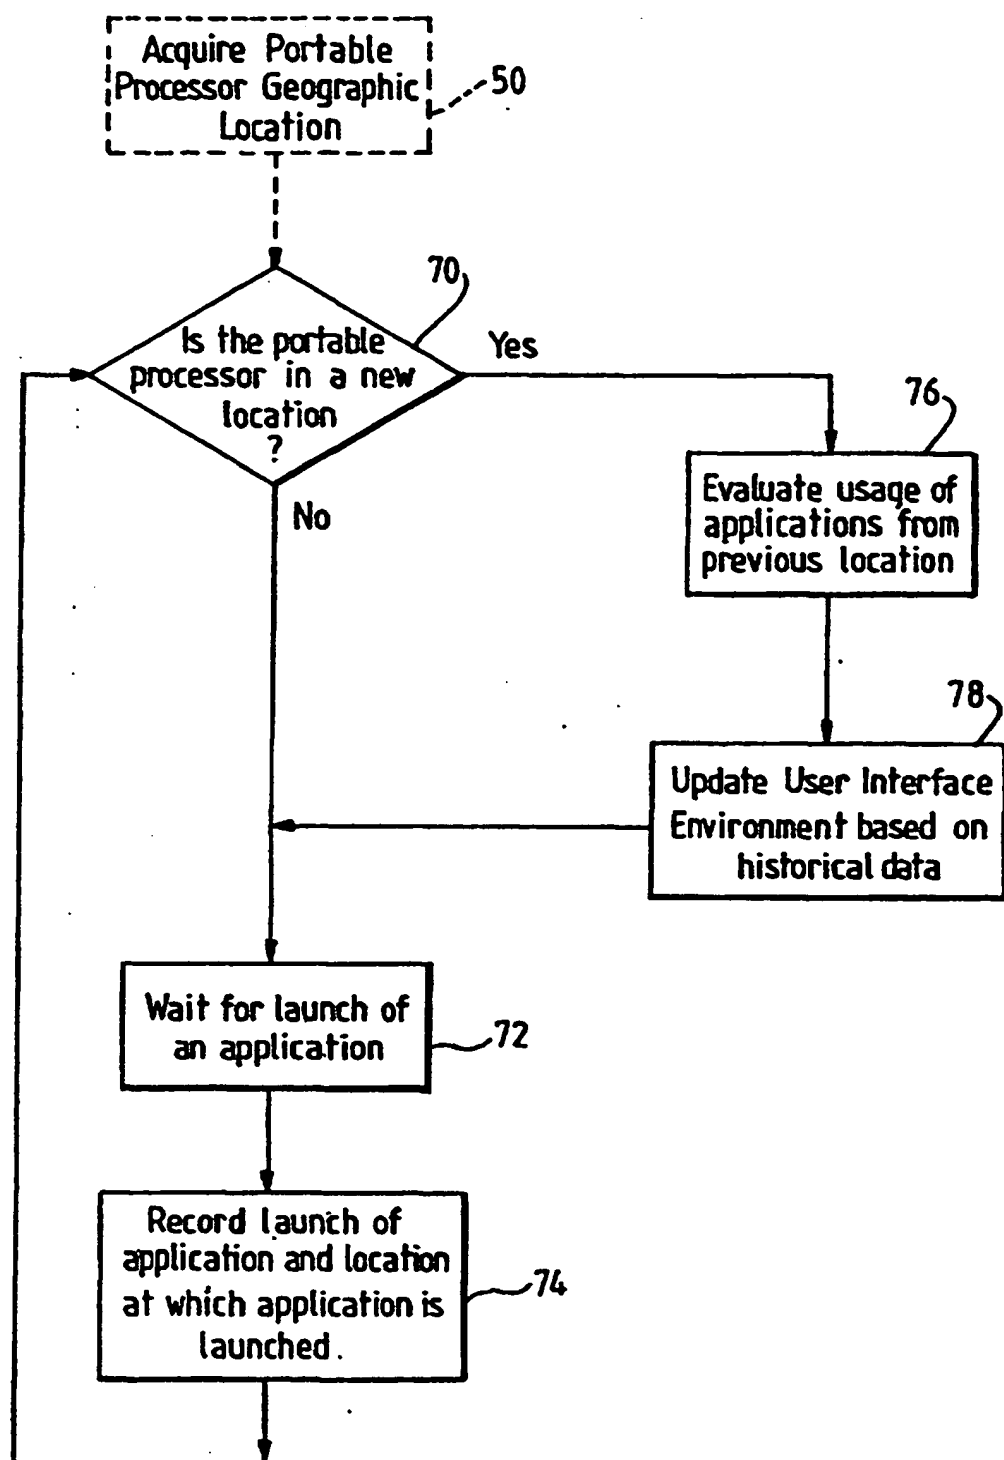 Acquire Portable
Processor Geographic
Location
50
70
Is the portable
processor in a new
location
?
Yes
No
76
Evaluate usage of
applications from
previous location
78
Update User Interface
Environment based on
historical data
Wait for launch of
an application
72
Record launch of
application and location
at which application is
launched.
74